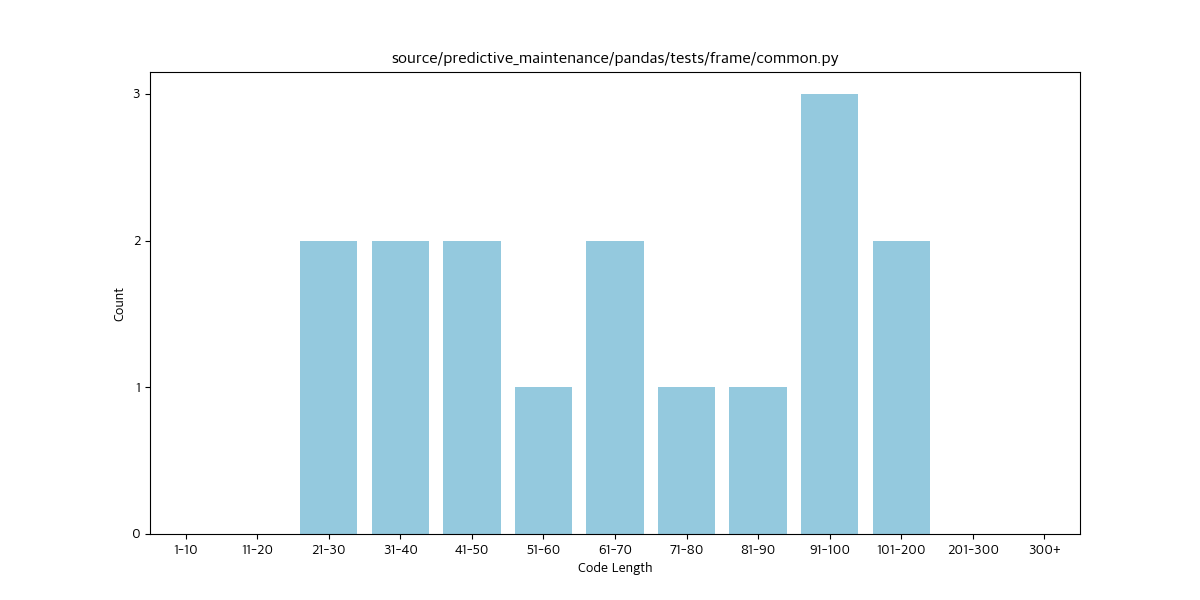 source/predictive_maintenance/pandas/tests/frame/common.py
3
2
1
0
Count
1-10 11-20 21-30 31-40 41-50 51-60 61-70 71-80 81-90 91-100 101-200 201-300 300+
Code Length